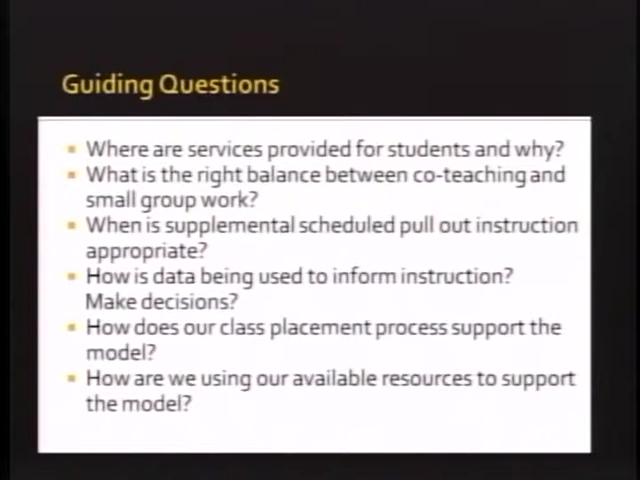 Guiding Questions
Where are services provided for students and why?
What is the right balance between co-teaching and
small group work?
When is supplemental scheduled pull out instruction
appropriate?
How is data being used to inform instruction?
Make decisions?
How does our class placement process support the
model?
How are we using our available resources to support
the model?